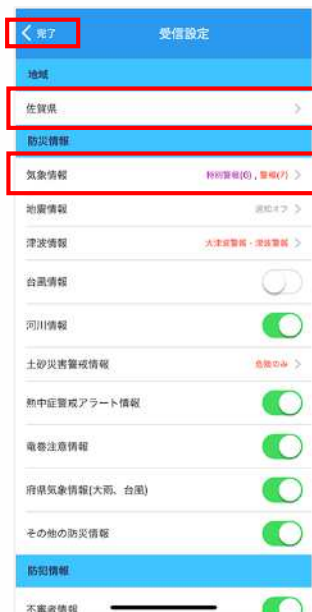 完了 受信設定
地域
佐賀県
防災情報
気象情報 特別警報(6) , 警報(7)
地震情報 通知オフ
津波情報 大津波警報・津波警報
台風情報
河川情報
土砂災害警戒情報 危険のみ
熱中症警戒アラート情報
竜巻注意情報
府県気象情報(大雨、台風)
その他の防災情報
防犯情報
不審者情報